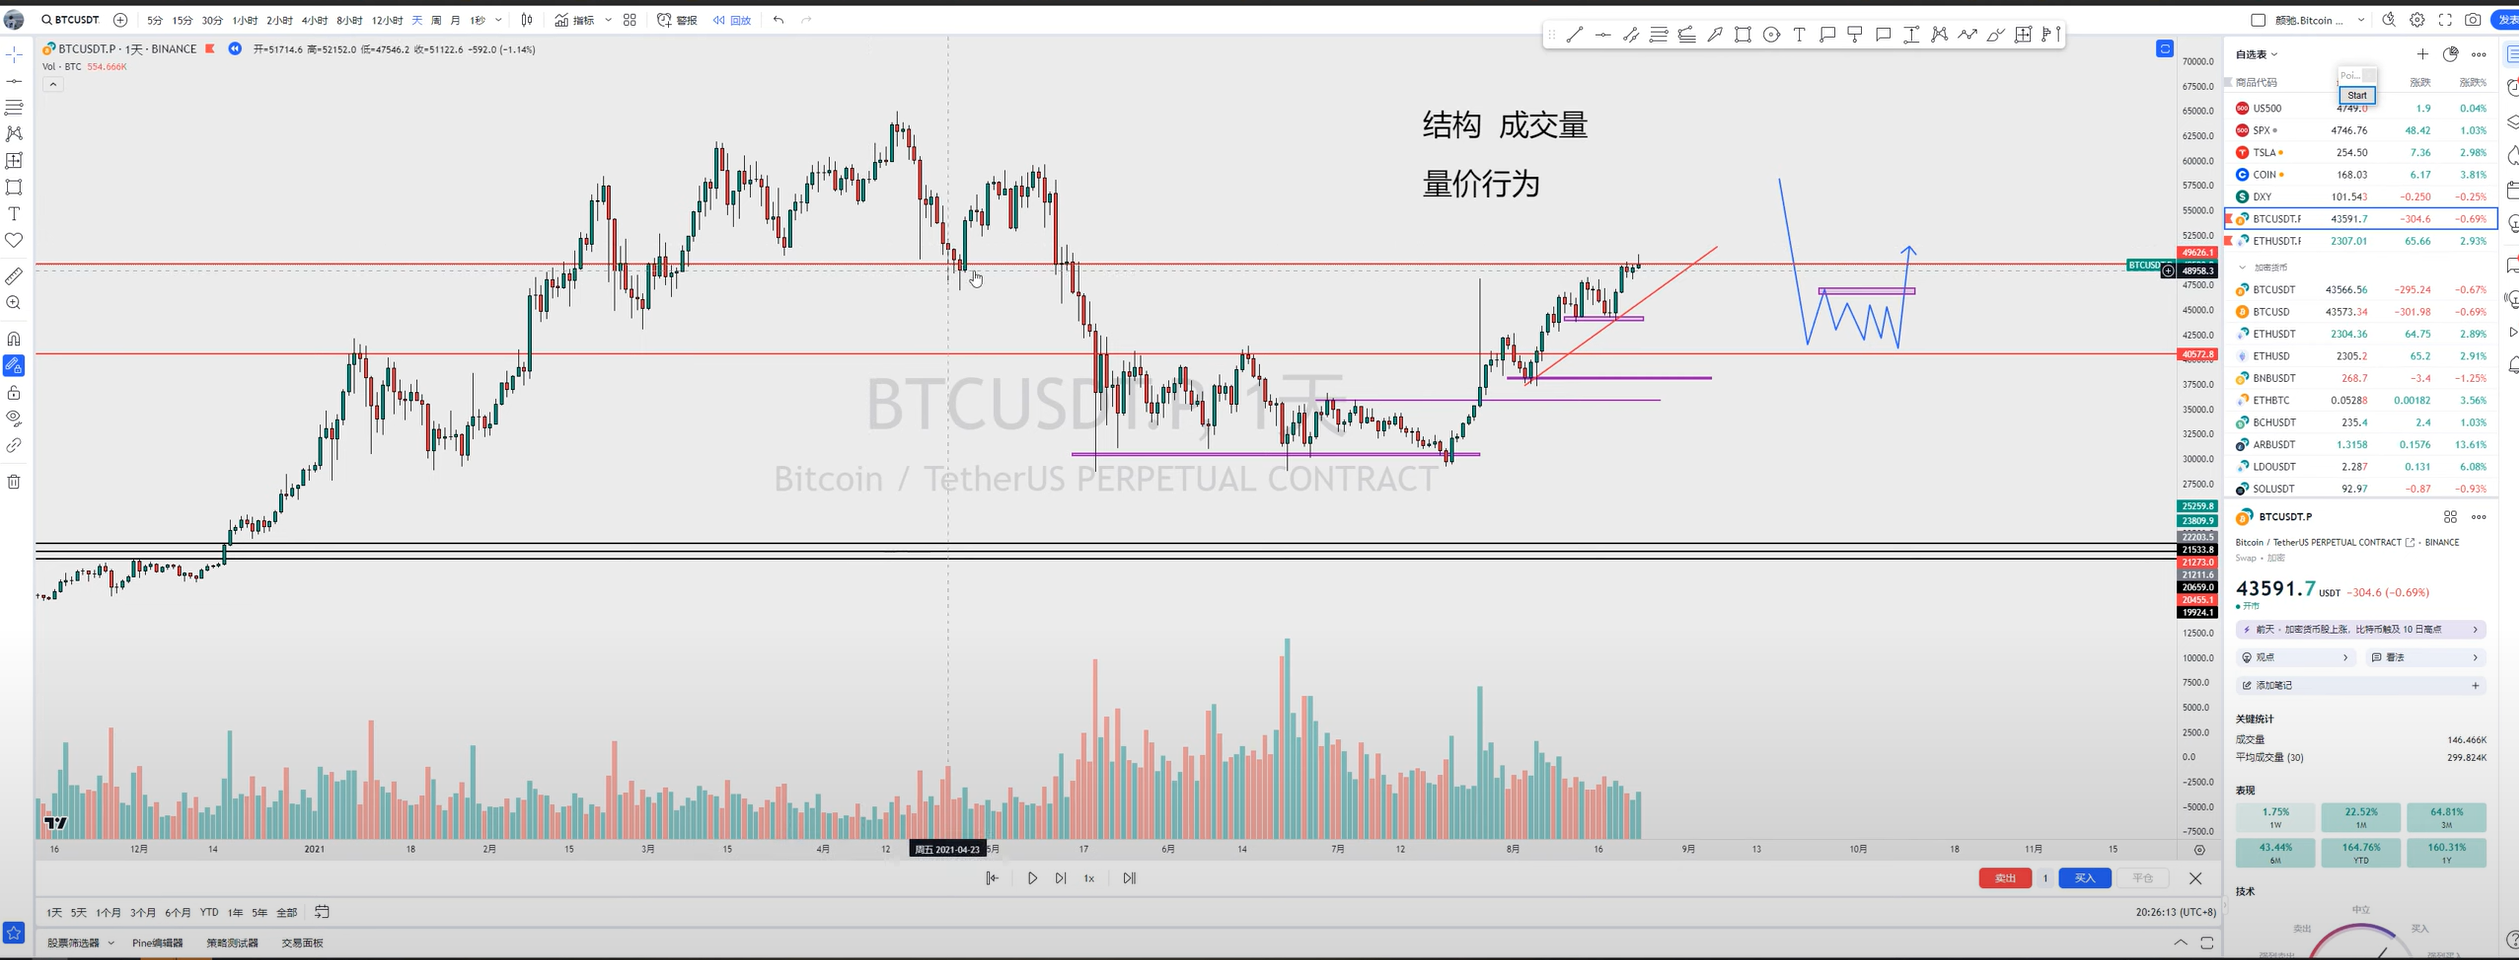 BTCUSDT 5分 15分 30分 1小时 2小时 4小时 8小时 12小时 天 周 月 1秒 指标 警报 回放 颜弛.Bitcoin ... 发表
BTCUSDT.P · 1天 · BINANCE 开=51714.6 高=52152.0 低=47546.2 收=51122.6 −592.0 (−1.14%)
Vol · BTC 554.666K
结构 成交量
量价行为
BTCUSDT.P, 1天
Bitcoin / TetherUS PERPETUAL CONTRACT
70000.0
67500.0
65000.0
62500.0
60000.0
57500.0
55000.0
52500.0
49626.1
BTCUSDT
48958.3
47500.0
45000.0
42500.0
40572.8
37500.0
35000.0
32500.0
30000.0
27500.0
25259.8
23809.9
22203.5
21533.8
21273.0
21211.6
20659.0
20455.1
19924.1
12500.0
10000.0
7500.0
5000.0
2500.0
0.0
−2500.0
−5000.0
−7500.0
16 12月 14 2021 18 2月 15 3月 15 4月 12 周五 2021-04-23 5月 17 6月 14 7月 12 8月 16 9月 13 10月 18 11月 15
1x
卖出 1 买入 平仓
1天 5天 1个月 3个月 6个月 YTD 1年 5年 全部
20:26:13 (UTC+8)
股票筛选器 Pine编辑器 策略测试器 交易面板
自选表
Poi...
Start
商品代码 涨跌 涨跌%
US500 4749.0 1.9 0.04%
SPX 4746.76 48.42 1.03%
TSLA 254.50 7.36 2.98%
COIN 168.03 6.17 3.81%
DXY 101.543 −0.250 −0.25%
BTCUSDT.P 43591.7 −304.6 −0.69%
ETHUSDT.P 2307.01 65.66 2.93%
加密货币
BTCUSDT 43566.56 −295.24 −0.67%
BTCUSD 43573.34 −301.98 −0.69%
ETHUSDT 2304.36 64.75 2.89%
ETHUSD 2305.2 65.2 2.91%
BNBUSDT 268.7 −3.4 −1.25%
ETHBTC 0.05288 0.00182 3.56%
BCHUSDT 235.4 2.4 1.03%
ARBUSDT 1.3158 0.1576 13.61%
LDOUSDT 2.287 0.131 6.08%
SOLUSDT 92.97 −0.87 −0.93%
BTCUSDT.P
Bitcoin / TetherUS PERPETUAL CONTRACT · BINANCE
Swap · 加密
43591.7 USDT −304.6 (−0.69%)
开市
前天 · 加密货币股上涨，比特币触及 10 日高点
观点 看法
添加笔记
关键统计
成交量 146.466K
平均成交量 (30) 299.824K
表现
1.75% 22.52% 64.81%
1W 1M 3M
43.44% 164.76% 160.31%
6M YTD 1Y
技术
中立
卖出 买入